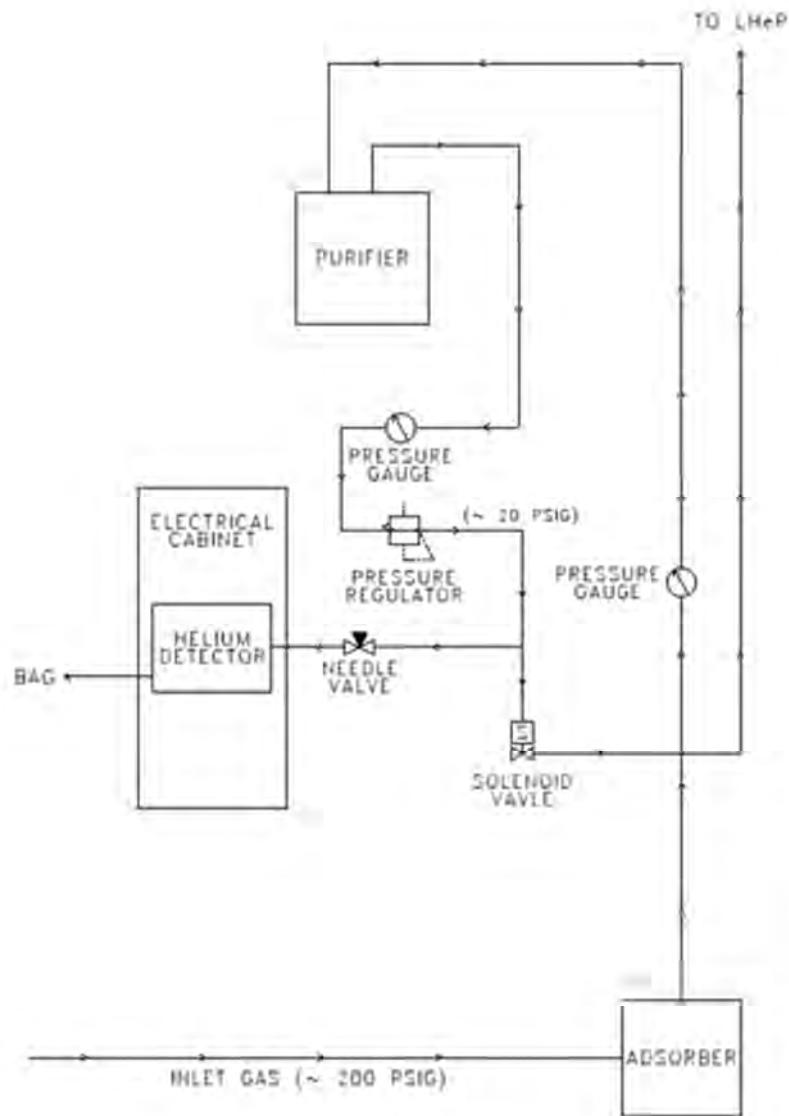 TO LHeP
PURIFIER
PRESSURE
GAUGE
ELECTRICAL
CABINET
(~ 20 PSIG)
PRESSURE
REGULATOR
PRESSURE
GAUGE
HELIUM
DETECTOR
BAG
NEEDLE
VALVE
SOLENOID
VAVLE
ADSORBER
INLET GAS (~ 200 PSIG)